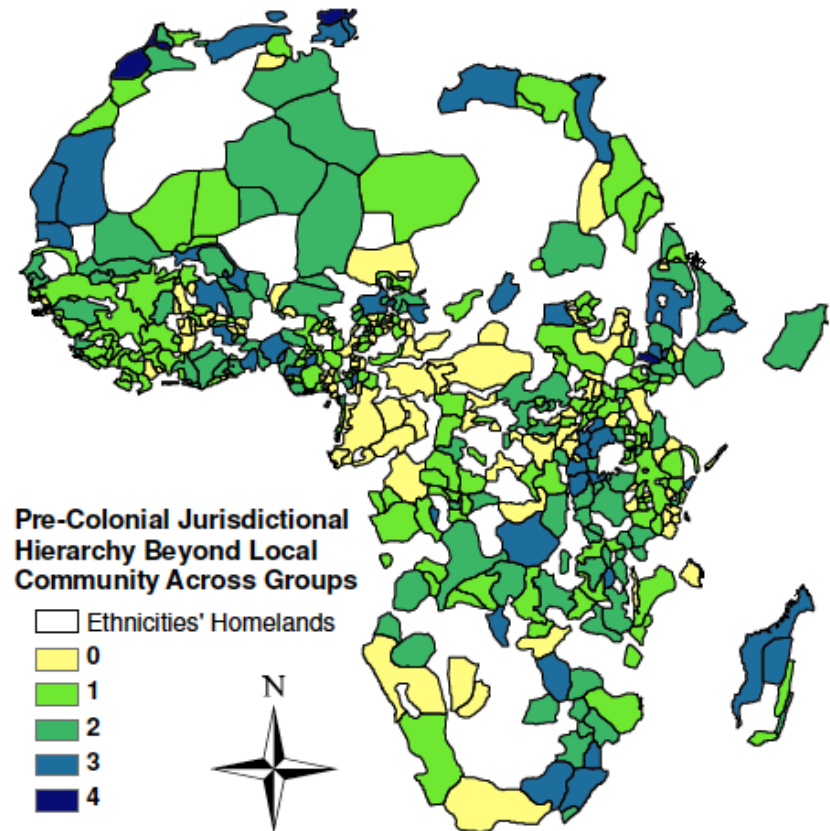 Pre-Colonial Jurisdictional
Hierarchy Beyond Local
Community Across Groups
Ethnicities' Homelands
0
1
2
3
4
N